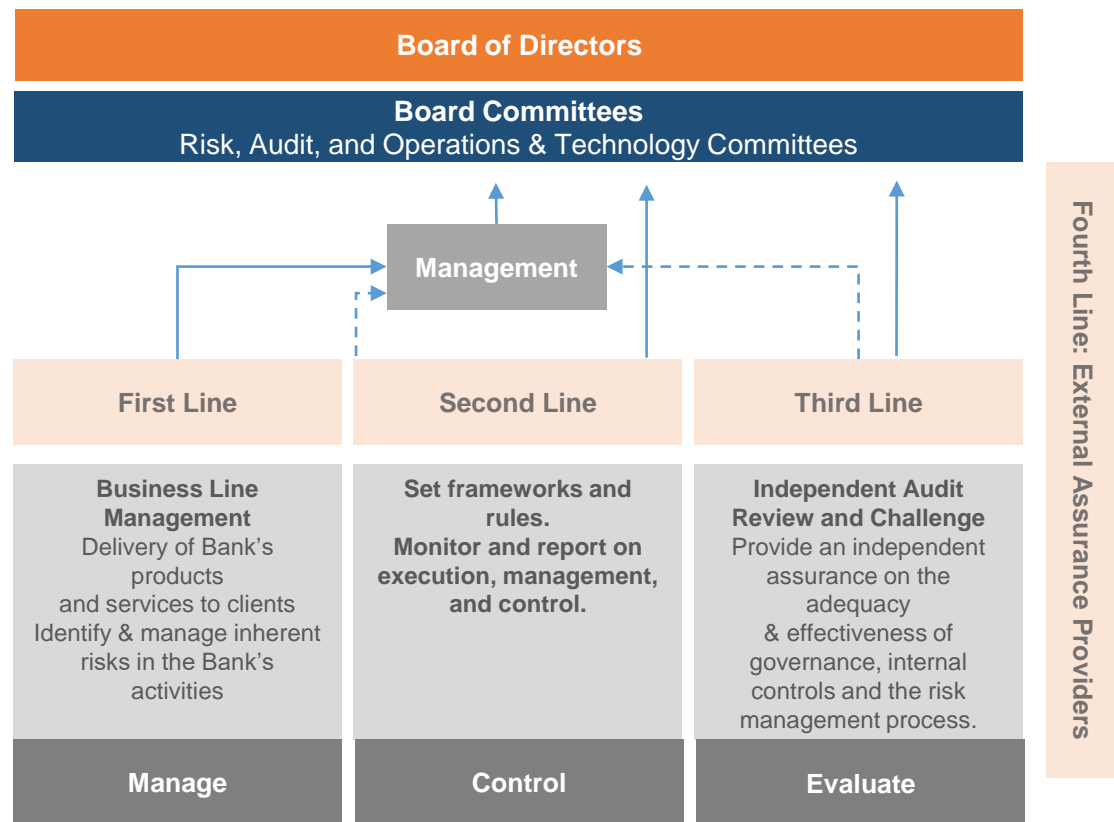 Board of Directors
Board Committees
Risk, Audit, and Operations & Technology Committees
Management
First Line
Second Line
Third Line
Business Line
Management
Delivery of Bank's
products
and services to clients
Identify & manage inherent
risks in the Bank's
activities
Set frameworks and
rules.
Monitor and report on
execution, management,
and control.
Independent Audit
Review and Challenge
Provide an independent
assurance on the
adequacy
& effectiveness of
governance, internal
controls and the risk
management process.
Manage
Control
Evaluate
Fourth Line: External Assurance Providers